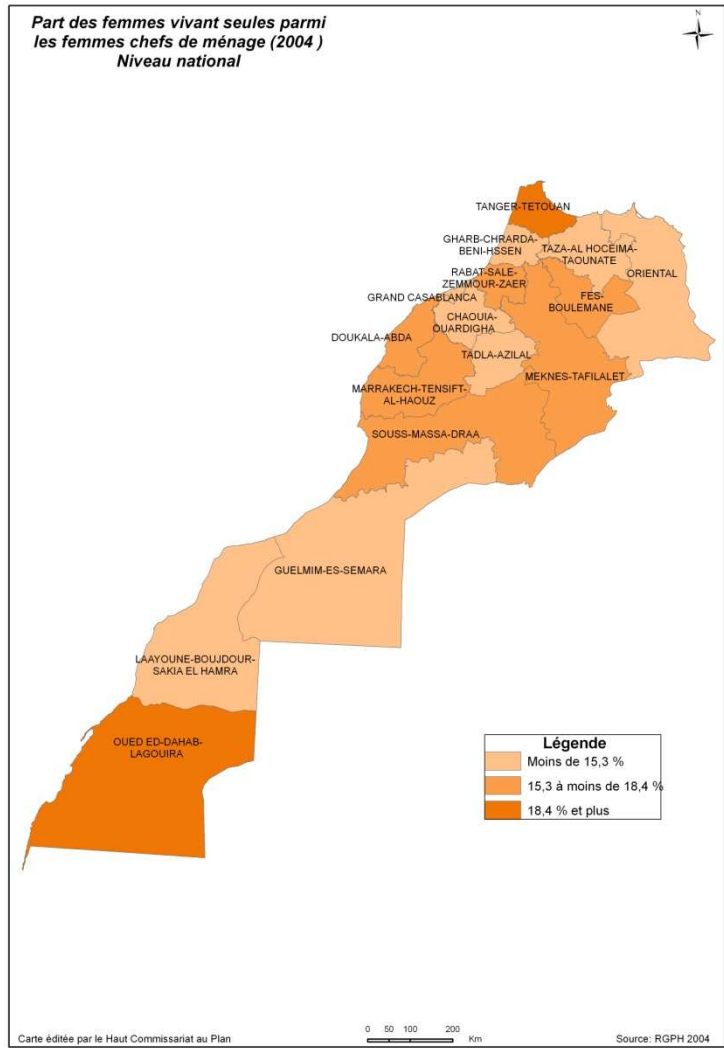 Part des femmes vivant seules parmi
les femmes chefs de ménage (2004 )
Niveau national
N
TANGER-TETOUAN
GHARB-CHRARDA-
BENI-HSSEN
TAZA-AL HOCEIMA-
TAOUNATE
ORIENTAL
RABAT-SALE-
ZEMMOUR-ZAER
GRAND CASABLANCA
FES-
BOULEMANE
CHAOUIA-
OUARDIGHA
DOUKALA-ABDA
TADLA-AZILAL
MEKNES-TAFILALET
MARRAKECH-TENSIFT-
AL-HAOUZ
SOUSS-MASSA-DRAA
GUELMIM-ES-SEMARA
LAAYOUNE-BOUJDOUR-
SAKIA EL HAMRA
OUED ED-DAHAB-
LAGOUIRA
Légende
Moins de 15,3 %
15,3 à moins de 18,4 %
18,4 % et plus
Carte éditée par le Haut Commissariat au Plan
0 50 100 200
Km
Source: RGPH 2004